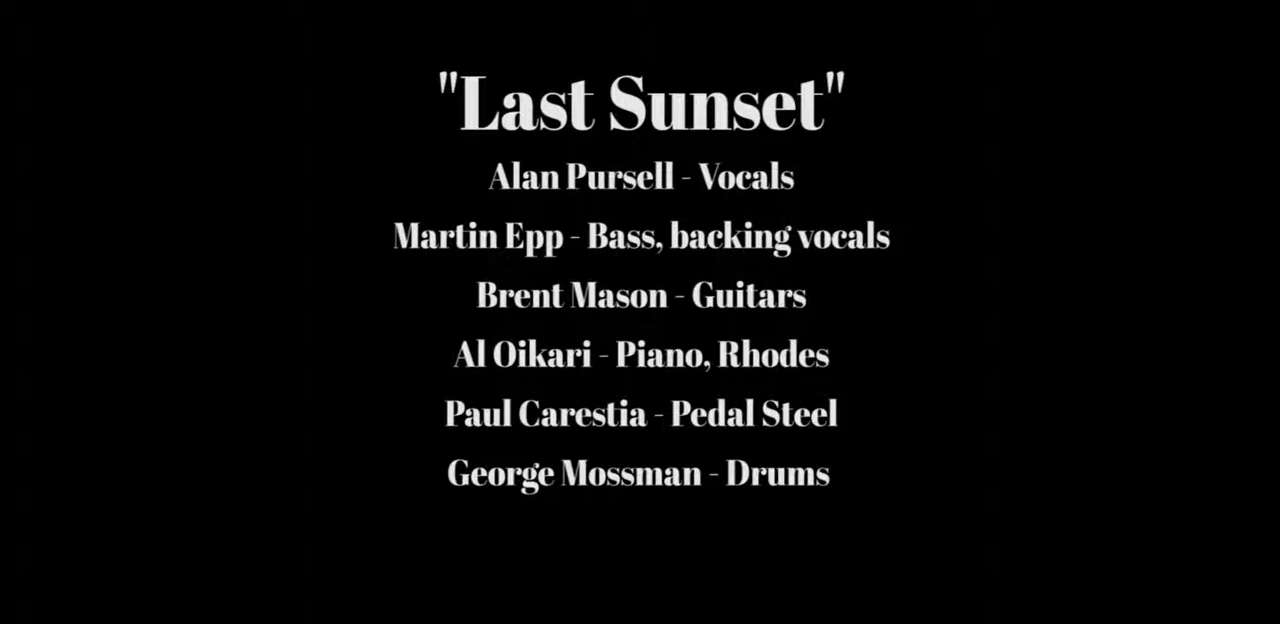 "Last Sunset"
Alan Pursell - Vocals
Martin Epp - Bass, backing vocals
Brent Mason - Guitars
Al Oikari - Piano, Rhodes
Paul Carestia - Pedal Steel
George Mossman - Drums